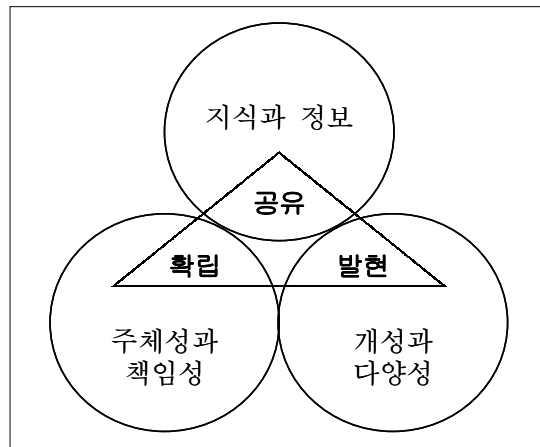 지식과 정보
공유
확립 발현
주체성과
책임성
개성과
다양성